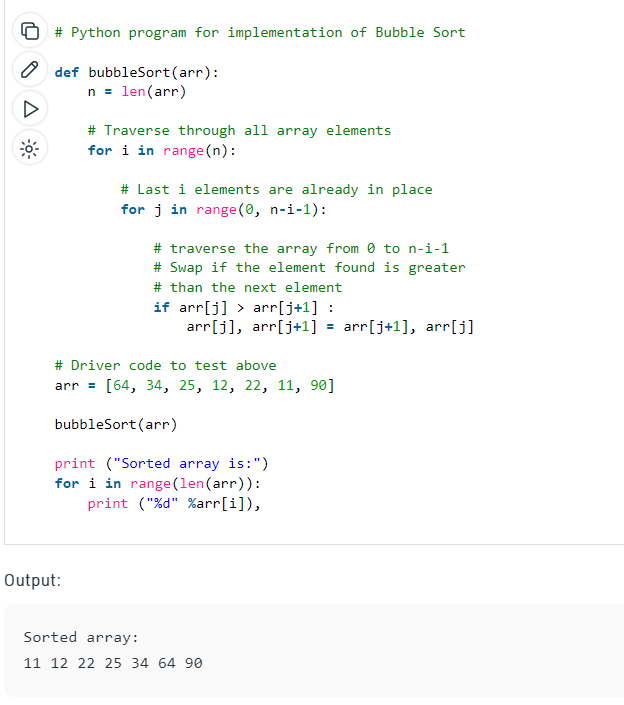 # Python program for implementation of Bubble Sort
def bubbleSort(arr):
    n = len(arr)
    # Traverse through all array elements
    for i in range(n):
        # Last i elements are already in place
        for j in range(0, n-i-1):
            # traverse the array from 0 to n-i-1
            # Swap if the element found is greater
            # than the next element
            if arr[j] > arr[j+1] :
                arr[j], arr[j+1] = arr[j+1], arr[j]
# Driver code to test above
arr = [64, 34, 25, 12, 22, 11, 90]
bubbleSort(arr)
print ("Sorted array is:")
for i in range(len(arr)):
    print ("%d" %arr[i]),
Output:
Sorted array:
11 12 22 25 34 64 90